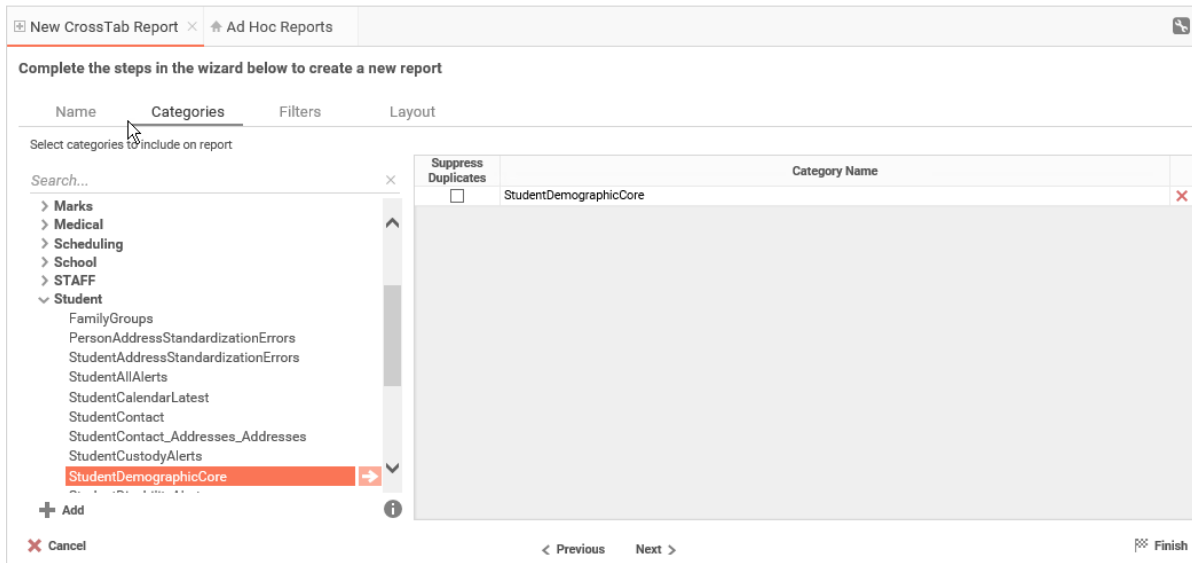 New CrossTab Report
Ad Hoc Reports
Complete the steps in the wizard below to create a new report
Name Categories Filters Layout
Select categories to include on report
Search...
Marks
Medical
Scheduling
School
STAFF
Student
FamilyGroups
PersonAddressStandardizationErrors
StudentAddressStandardizationErrors
StudentAllAlerts
StudentCalendarLatest
StudentContact
StudentContact_Addresses_Addresses
StudentCustodyAlerts
StudentDemographicCore
Add
Suppress
Duplicates
Category Name
StudentDemographicCore
Cancel
Previous Next
Finish